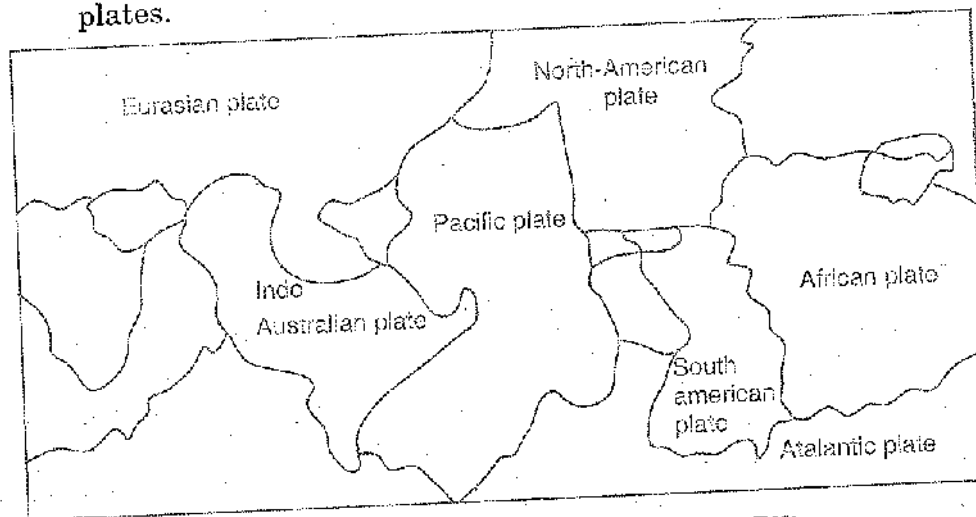 plates.
North-American
plate
Eurasian plate
Pacific plate
African plate
Indo
Australian plate
South
american
plate
Atalantic plate